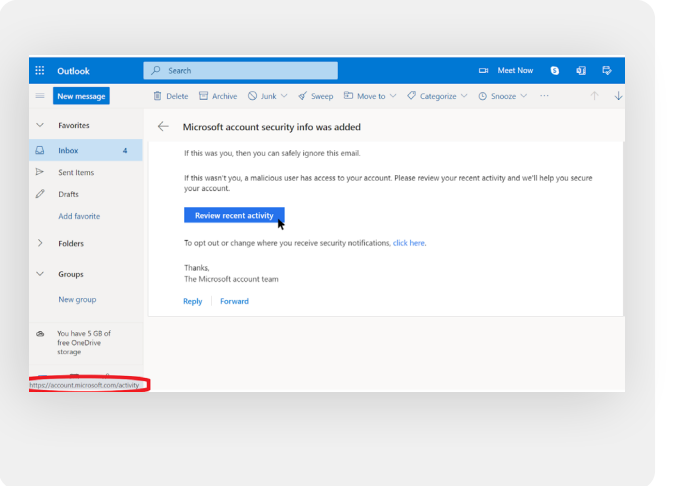 Outlook
Search
Meet Now
New message
Delete Archive Junk Sweep Move to Categorize Snooze ...
Favorites
Microsoft account security info was added
Inbox 4
If this was you, then you can safely ignore this email.
Sent Items
If this wasn't you, a malicious user has access to your account. Please review your recent activity and we'll help you secure
your account.
Drafts
Review recent activity
Add favorite
Folders
To opt out or change where you receive security notifications, click here.
Groups
Thanks,
The Microsoft account team
New group
Reply Forward
You have 5 GB of
free OneDrive
storage
https://account.microsoft.com/activity